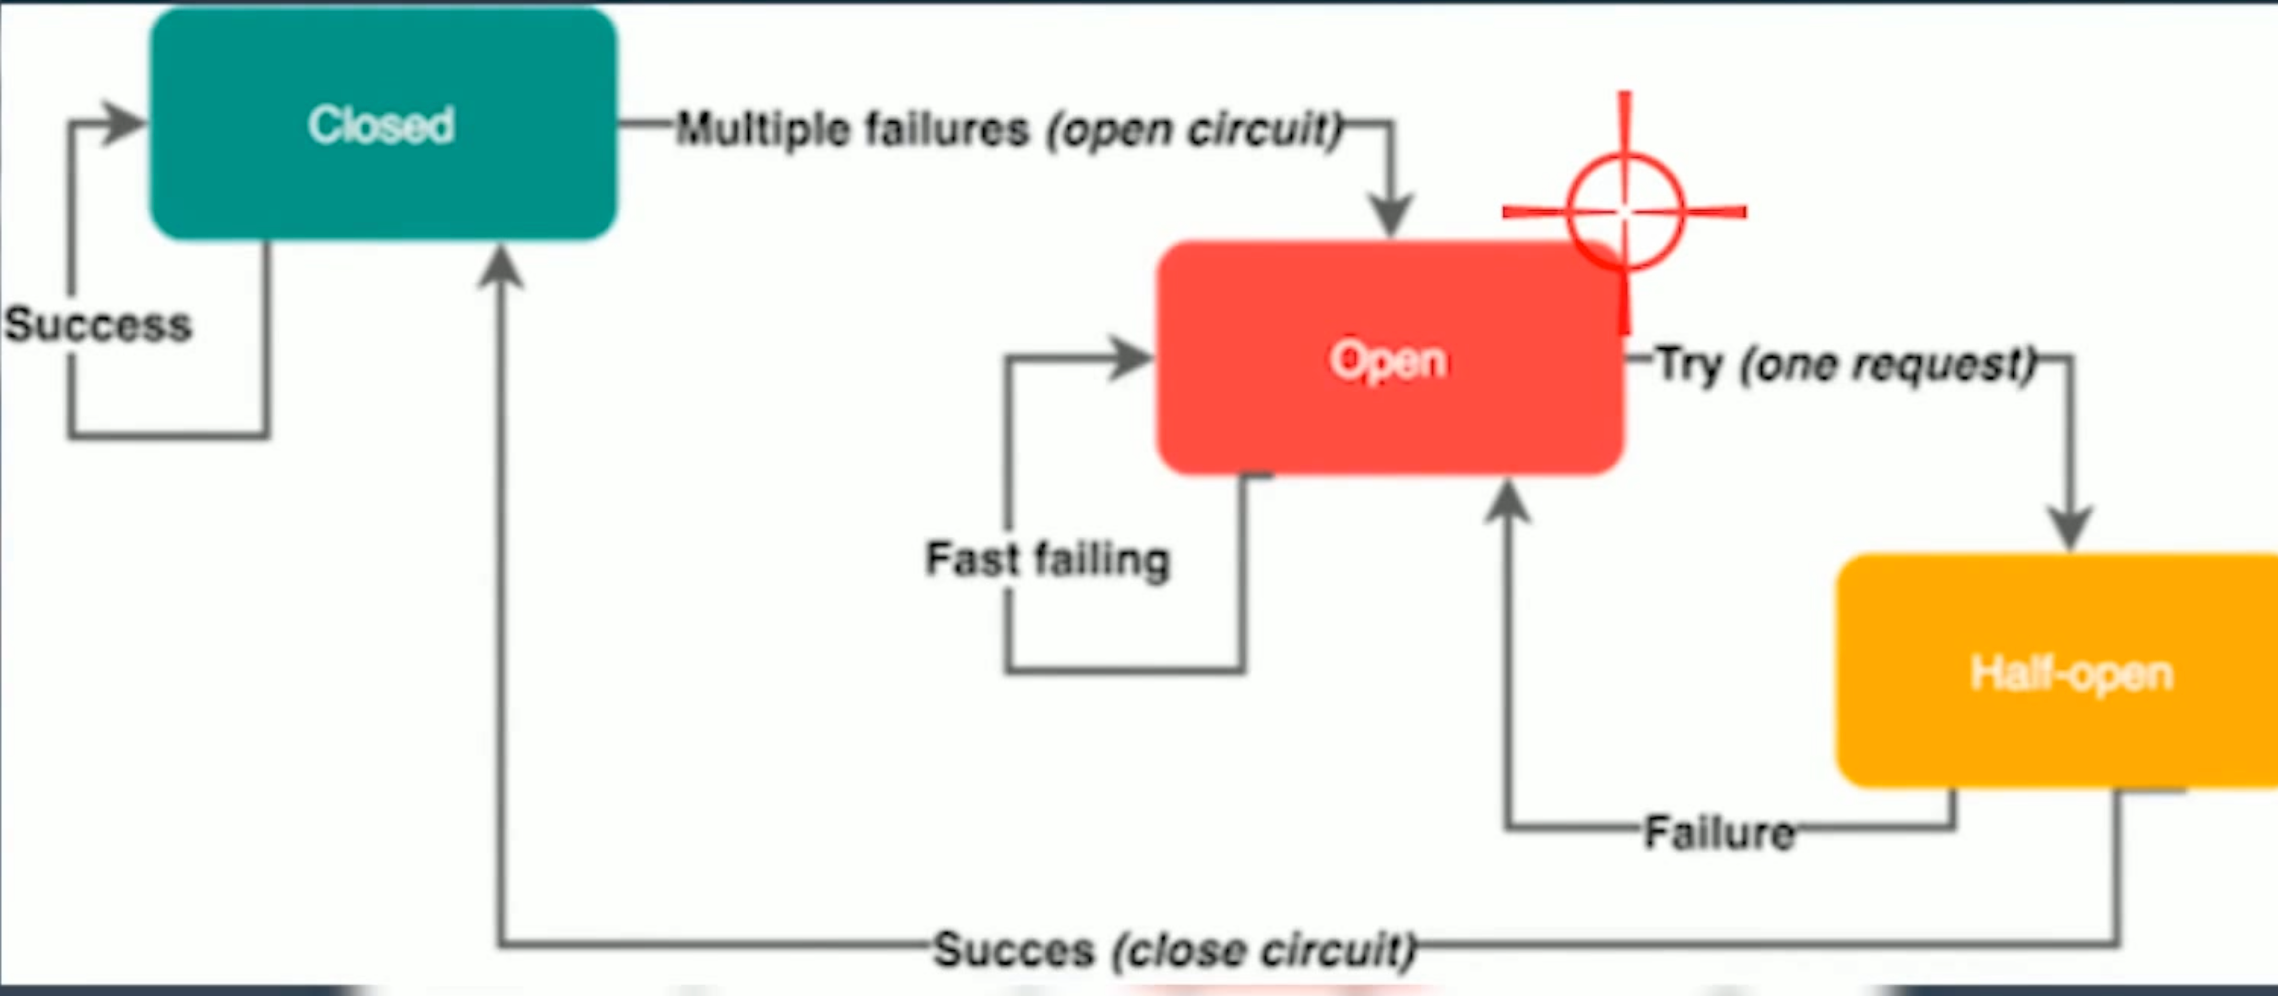 Closed
Multiple failures (open circuit)
Success
Open
Try (one request)
Fast failing
Half-open
Failure
Succes (close circuit)